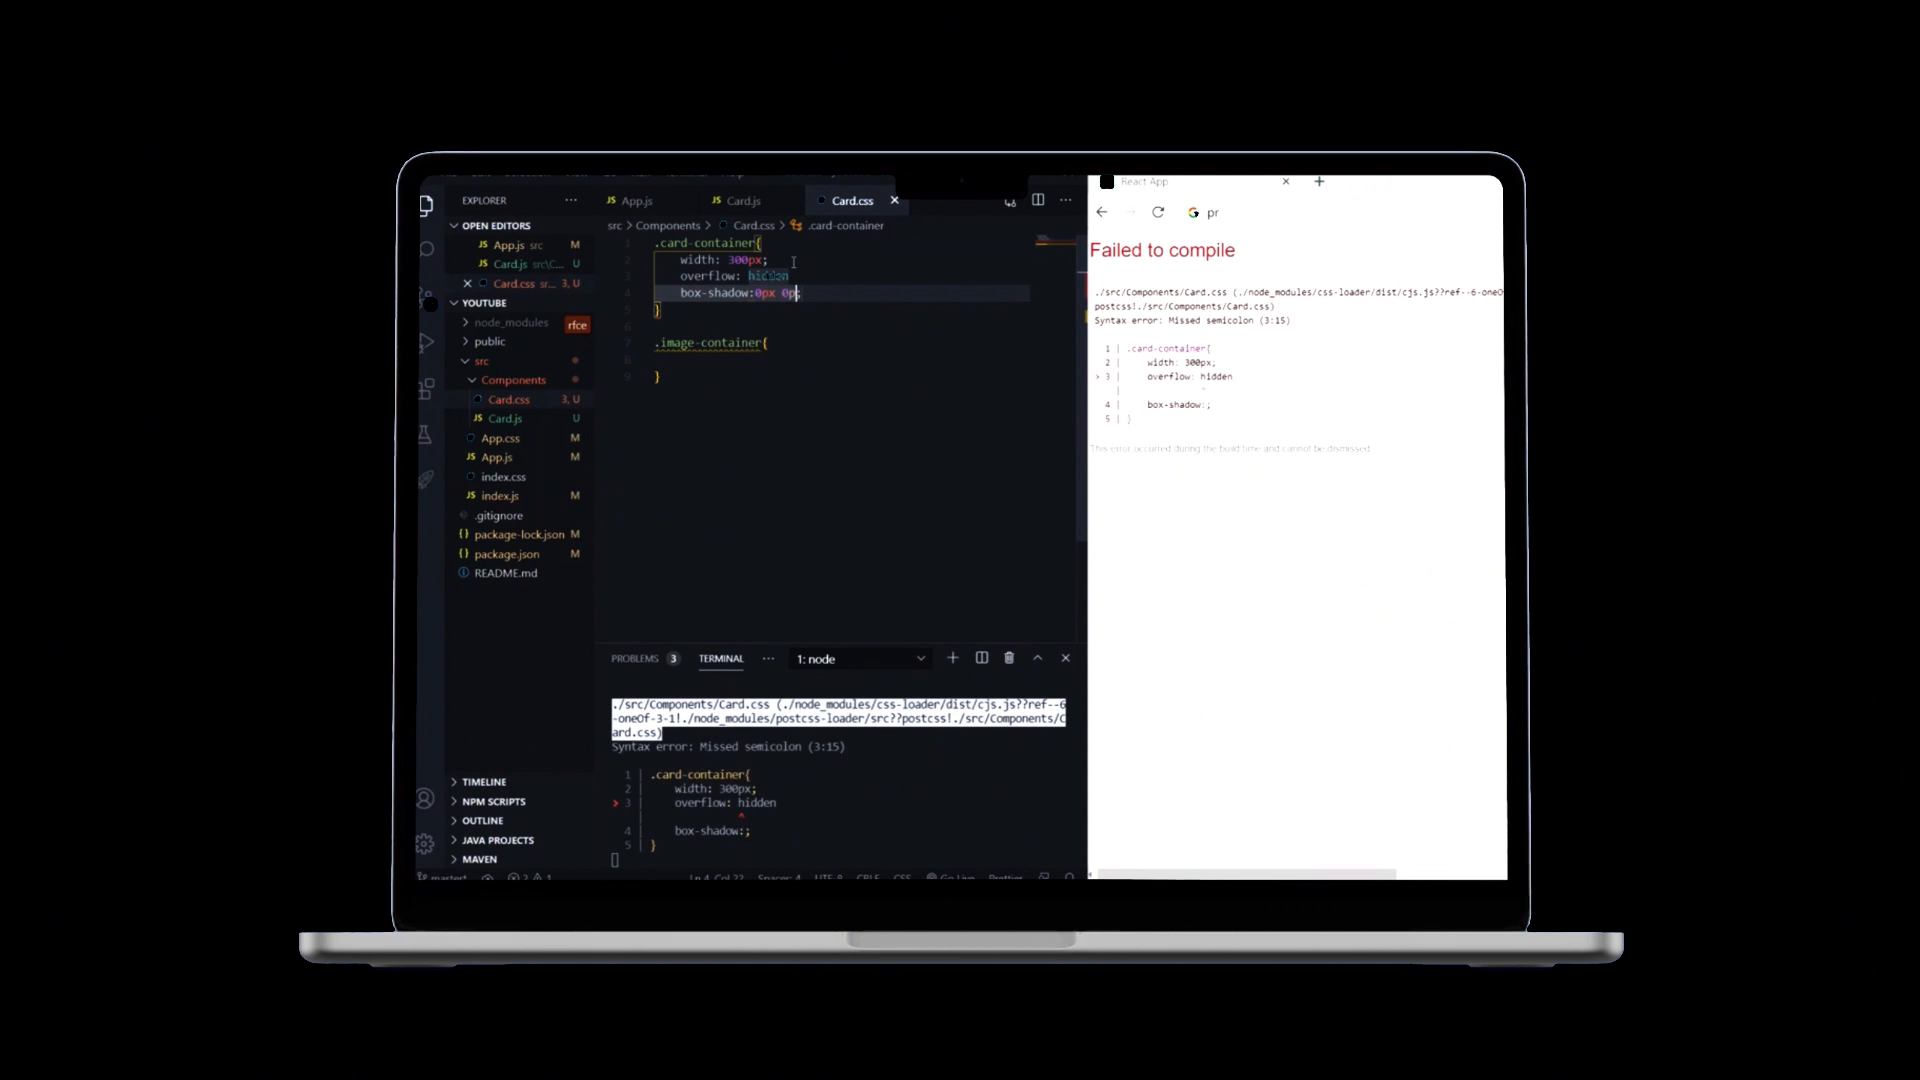 EXPLORER ...
OPEN EDITORS
JS App.js src M
JS Card.js src\C... U
Card.css sr... 3, U
YOUTUBE
node_modules
rfce
public
src
Components
Card.css 3, U
JS Card.js U
App.css M
JS App.js M
index.css
JS index.js M
.gitignore
{} package-lock.json M
{} package.json M
README.md
TIMELINE
NPM SCRIPTS
OUTLINE
JAVA PROJECTS
MAVEN
JS App.js JS Card.js Card.css
src > Components > Card.css > .card-container
1 .card-container{
2 width: 300px;
3 overflow: hidden
4 box-shadow:0px 0p;
5 }
6
7 .image-container{
8
9 }
PROBLEMS 3 TERMINAL ... 1: node
./src/Components/Card.css (./node_modules/css-loader/dist/cjs.js??ref--6
-oneOf-3-1!./node_modules/postcss-loader/src??postcss!./src/Components/C
ard.css)
Syntax error: Missed semicolon (3:15)
1 | .card-container{
2 | width: 300px;
> 3 | overflow: hidden
| ^
4 | box-shadow:;
5 | }
React App
pr
Failed to compile
./src/Components/Card.css (./node_modules/css-loader/dist/cjs.js??ref--6-oneO
postcss!./src/Components/Card.css)
Syntax error: Missed semicolon (3:15)
1 | .card-container{
2 | width: 300px;
> 3 | overflow: hidden
| ^
4 | box-shadow:;
5 | }
This error occurred during the build time and cannot be dismissed.